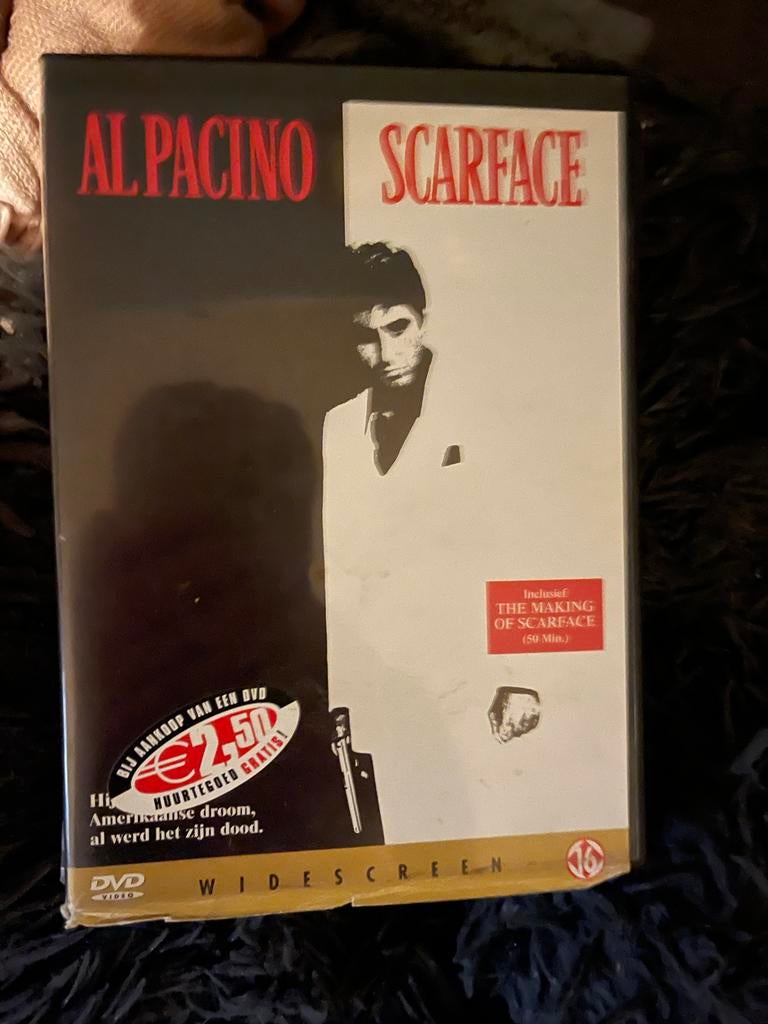 AL PACINO
SCARFACE
Inclusief
THE MAKING
OF SCARFACE
(50 Min.)
BIJ AANKOOP VAN EEN DVD
€2,50
HUURTEGOED GRATIS!
Amerikaanse droom,
al werd het zijn dood.
DVD
VIDEO
WIDESCREEN
16